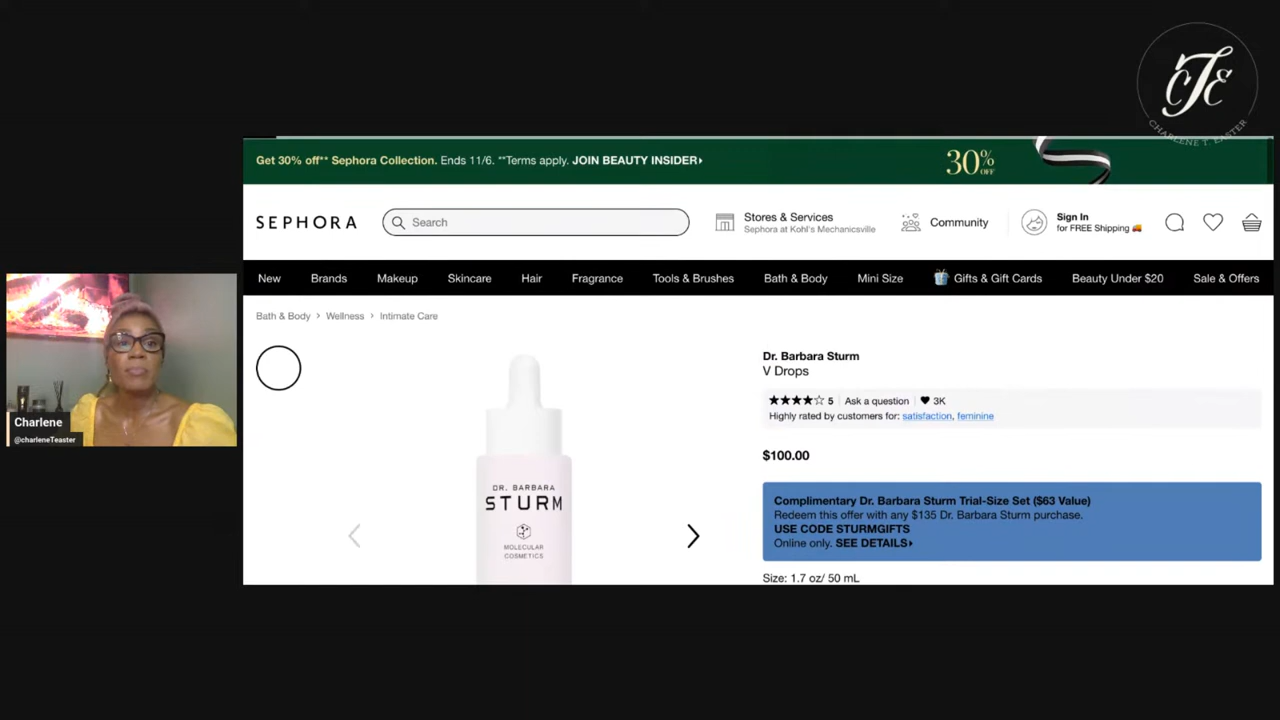 CTE
CHARLENE T. EASTER
Get 30% off** Sephora Collection. Ends 11/6. **Terms apply. JOIN BEAUTY INSIDER
30% OFF
SEPHORA
Search
Stores & Services
Sephora at Kohl's Mechanicsville
Community
Sign In
for FREE Shipping
New Brands Makeup Skincare Hair Fragrance Tools & Brushes Bath & Body Mini Size Gifts & Gift Cards Beauty Under $20 Sale & Offers
Bath & Body > Wellness > Intimate Care
Dr. Barbara Sturm
V Drops
5 Ask a question 3K
Highly rated by customers for: satisfaction, feminine
$100.00
Complimentary Dr. Barbara Sturm Trial-Size Set ($63 Value)
Redeem this offer with any $135 Dr. Barbara Sturm purchase.
USE CODE STURMGIFTS
Online only. SEE DETAILS
Size: 1.7 oz/ 50 mL
DR. BARBARA
STURM
MOLECULAR
COSMETICS
Charlene
@charleneTeaster